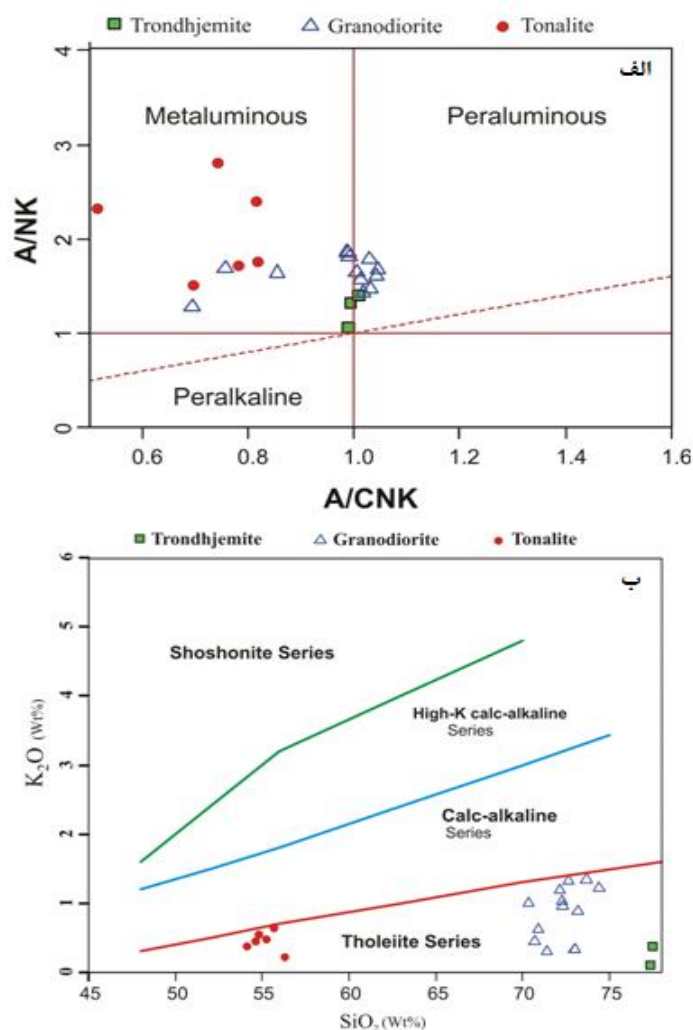 Trondhjemite Granodiorite Tonalite
الف
4
3
2
1
0
A/NK
Metaluminous Peraluminous
Peralkaline
0.6 0.8 1.0 1.2 1.4 1.6
A/CNK
Trondhjemite Granodiorite Tonalite
ب
6
5
4
3
2
1
0
K2O (Wt%)
Shoshonite Series
High-K calc-alkaline
Series
Calc-alkaline
Series
Tholeiite Series
45 50 55 60 65 70 75
SiO2 (Wt%)